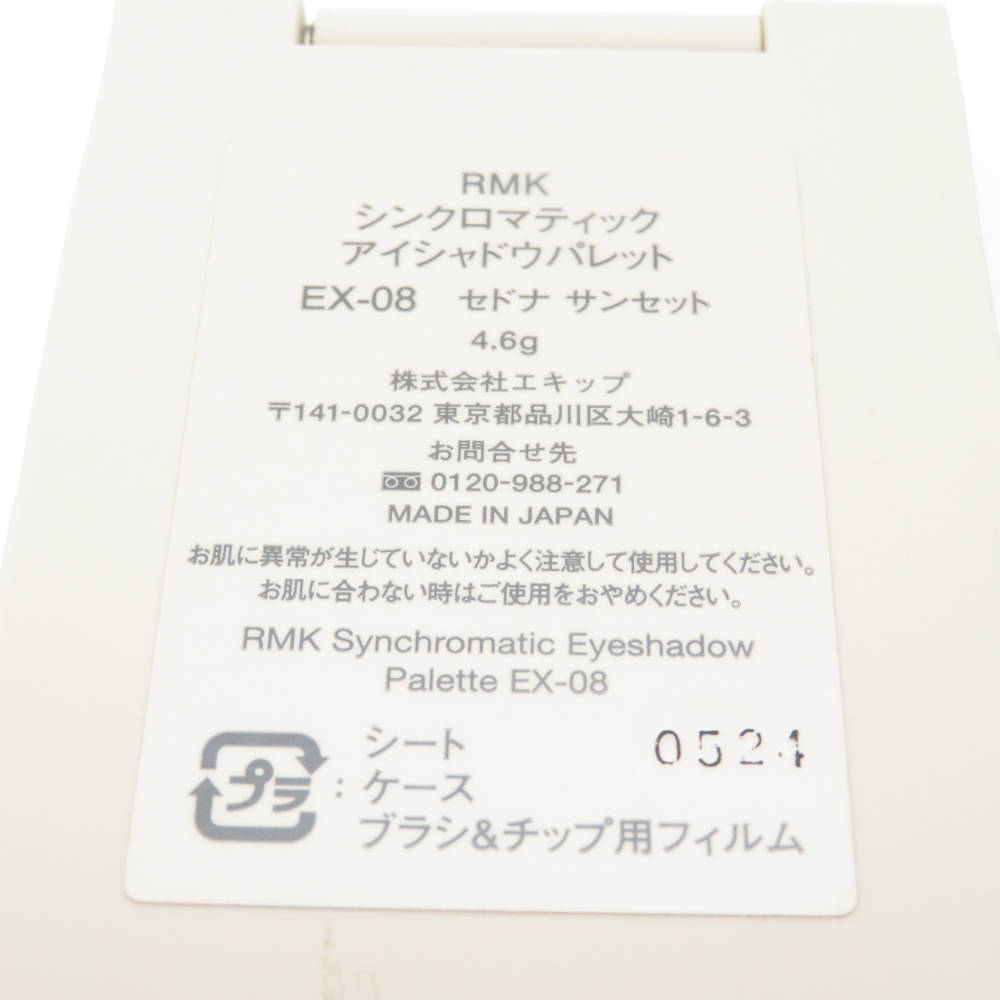 RMK
シンクロマティック
アイシャドウパレット
EX-08 セドナ サンセット
4.6g
株式会社エキップ
〒141-0032 東京都品川区大崎1-6-3
お問合せ先
0120-988-271
MADE IN JAPAN
お肌に異常が生じていないかよく注意して使用してください。
お肌に合わない時はご使用をおやめください。
RMK Synchromatic Eyeshadow
Palette EX-08
プラ : シート
ケース
ブラシ&チップ用フィルム
0524